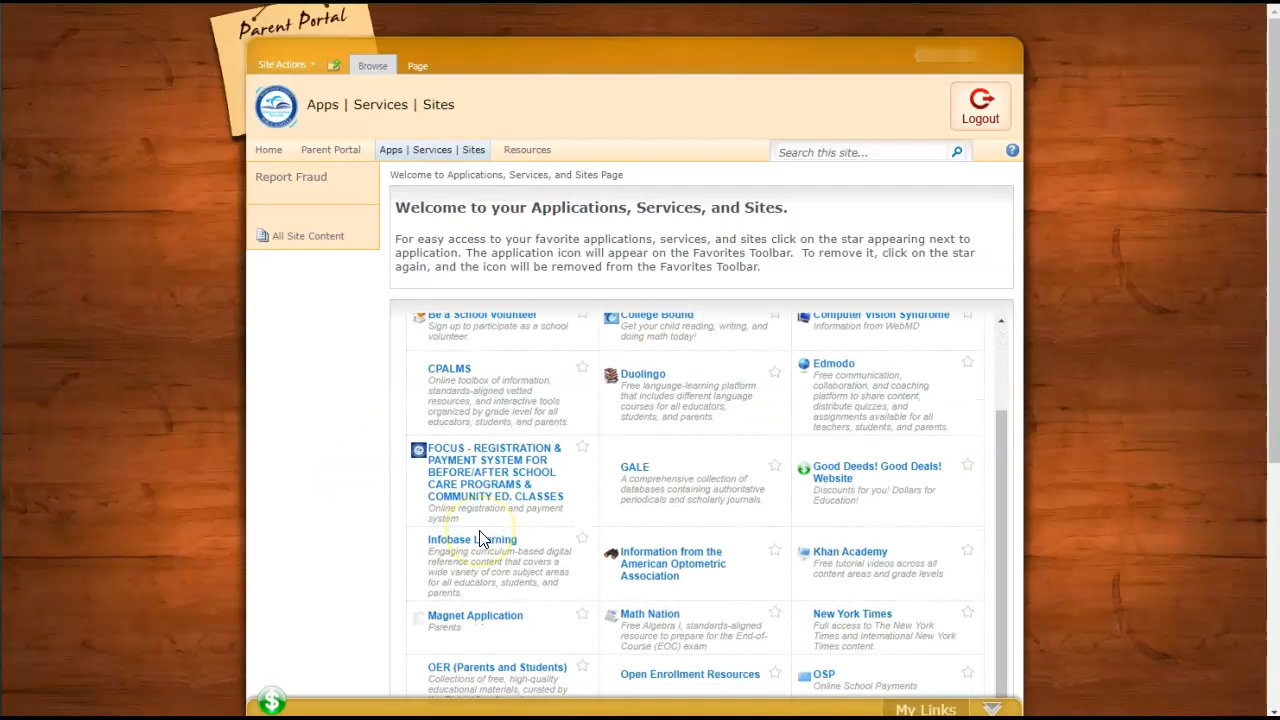 Parent Portal
Site Actions
Browse
Page
Apps | Services | Sites
Logout
Home
Parent Portal
Apps | Services | Sites
Resources
Search this site...
Report Fraud
All Site Content
Welcome to Applications, Services, and Sites Page
Welcome to your Applications, Services, and Sites.
For easy access to your favorite applications, services, and sites click on the star appearing next to
application. The application icon will appear on the Favorites Toolbar. To remove it, click on the star
again, and the icon will be removed from the Favorites Toolbar.
Be a School Volunteer
Sign up to participate as a school
volunteer.
College Bound
Get your child reading, writing, and
doing math today!
Computer Vision Syndrome
Information from WebMD
CPALMS
Online toolbox of information,
standards-aligned vetted
resources, and interactive tools
organized by grade level for all
educators, students, and parents.
Duolingo
Free language-learning platform
that includes different language
courses for all educators,
students, and parents.
Edmodo
Free communication,
collaboration, and coaching
platform to share content,
distribute quizzes, and
assignments available for all
teachers, students, and parents.
FOCUS - REGISTRATION &
PAYMENT SYSTEM FOR
BEFORE/AFTER SCHOOL
CARE PROGRAMS &
COMMUNITY ED. CLASSES
Online registration and payment
system
GALE
A comprehensive collection of
databases containing authoritative
periodicals and scholarly journals.
Good Deeds! Good Deals!
Website
Discounts for you! Dollars for
Education!
Infobase Learning
Engaging curriculum-based digital
reference content that covers a
wide variety of core subject areas
for all educators, students, and
parents.
Information from the
American Optometric
Association
Khan Academy
Free tutorial videos across all
content areas and grade levels
Magnet Application
Parents
Math Nation
Free Algebra I, standards-aligned
resource to prepare for the End-of-
Course (EOC) exam
New York Times
Full access to The New York
Times and International New York
Times content.
OER (Parents and Students)
Collections of free, high-quality
educational materials, curated by
Open Enrollment Resources
OSP
Online School Payments
My Links